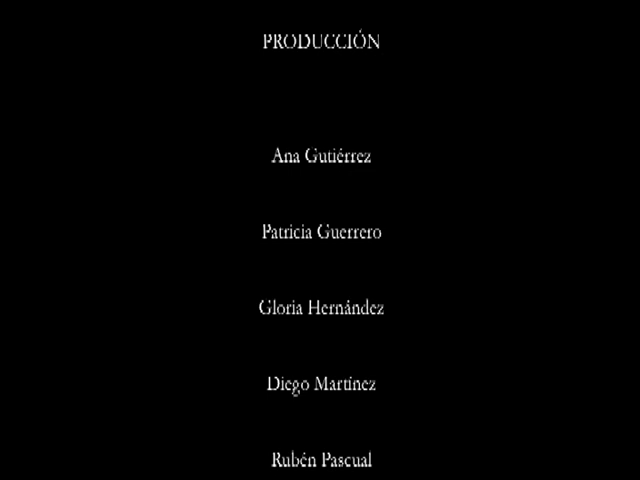 PRODUCCIÓN
Ana Gutiérrez
Patricia Guerrero
Gloria Hernández
Diego Martínez
Rubén Pascual